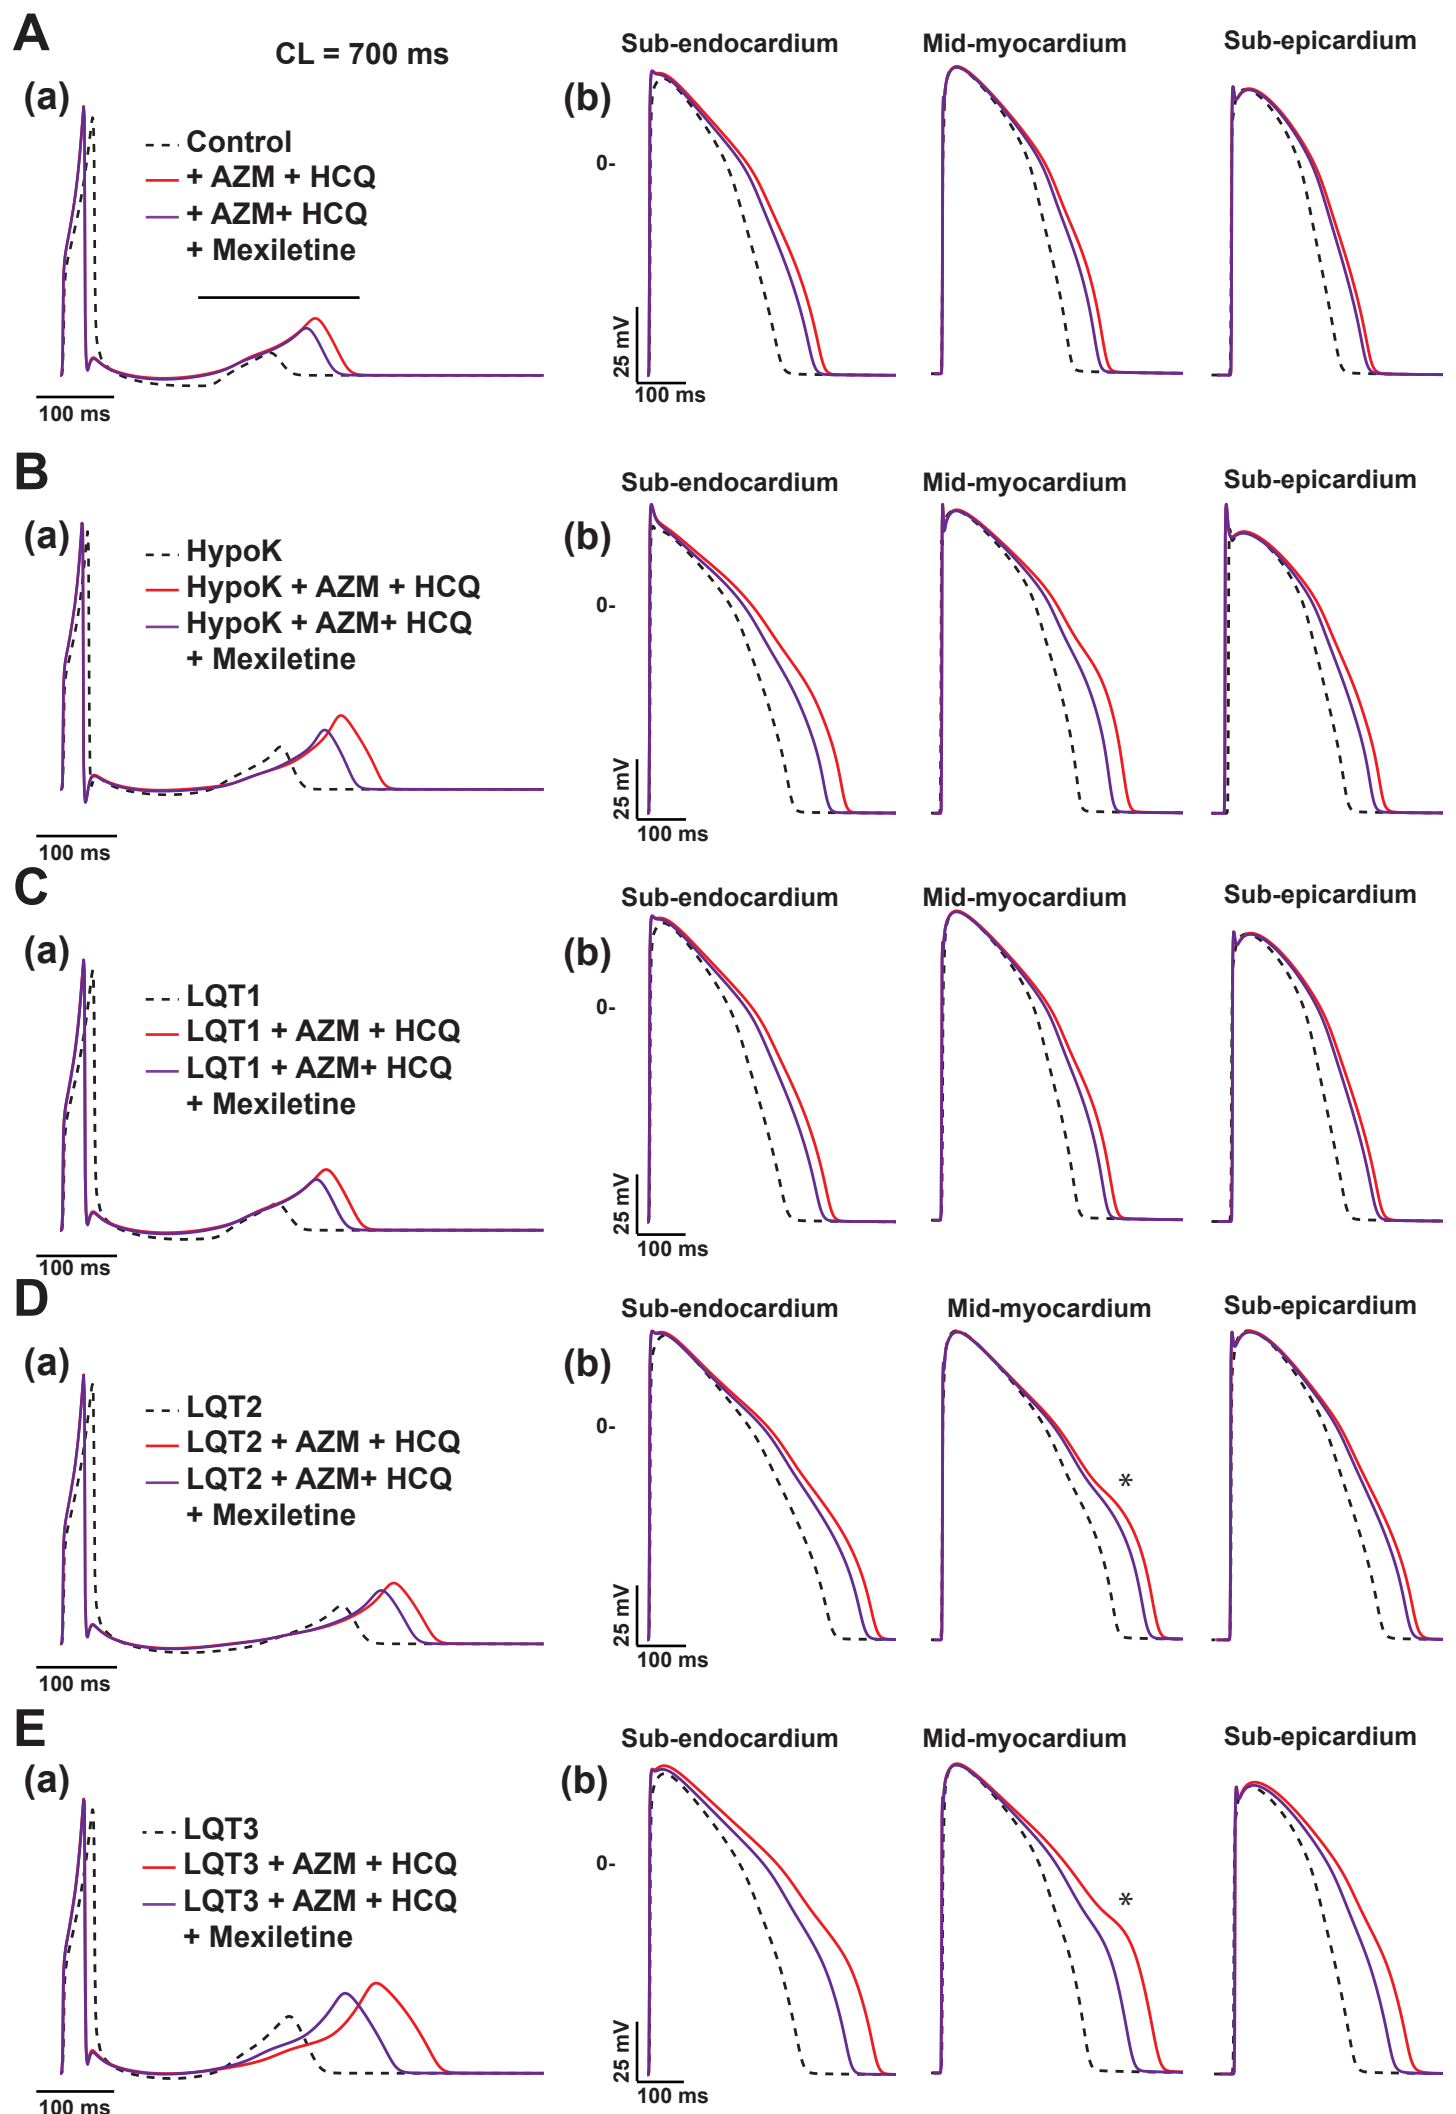 A
CL = 700 ms
(a)
Control
+ AZM + HCQ
+ AZM+ HCQ
+ Mexiletine
100 ms
(b)
Sub-endocardium
Mid-myocardium
Sub-epicardium
0-
25 mV
100 ms
B
(a)
HypoK
HypoK + AZM + HCQ
HypoK + AZM+ HCQ
+ Mexiletine
100 ms
(b)
Sub-endocardium
Mid-myocardium
Sub-epicardium
0-
25 mV
100 ms
C
(a)
LQT1
LQT1 + AZM + HCQ
LQT1 + AZM+ HCQ
+ Mexiletine
100 ms
(b)
Sub-endocardium
Mid-myocardium
Sub-epicardium
0-
25 mV
100 ms
D
(a)
LQT2
LQT2 + AZM + HCQ
LQT2 + AZM+ HCQ
+ Mexiletine
100 ms
(b)
Sub-endocardium
Mid-myocardium
Sub-epicardium
0-
*
25 mV
100 ms
E
(a)
LQT3
LQT3 + AZM + HCQ
LQT3 + AZM + HCQ
+ Mexiletine
100 ms
(b)
Sub-endocardium
Mid-myocardium
Sub-epicardium
0-
*
25 mV
100 ms